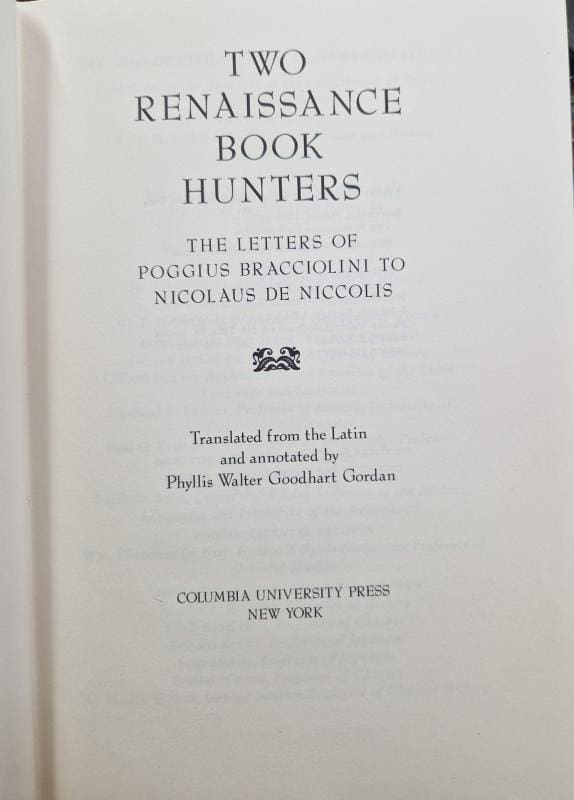 TWO
RENAISSANCE
BOOK
HUNTERS
THE LETTERS OF
POGGIUS BRACCIOLINI TO
NICOLAUS DE NICCOLIS
Translated from the Latin
and annotated by
Phyllis Walter Goodhart Gordan
COLUMBIA UNIVERSITY PRESS
NEW YORK